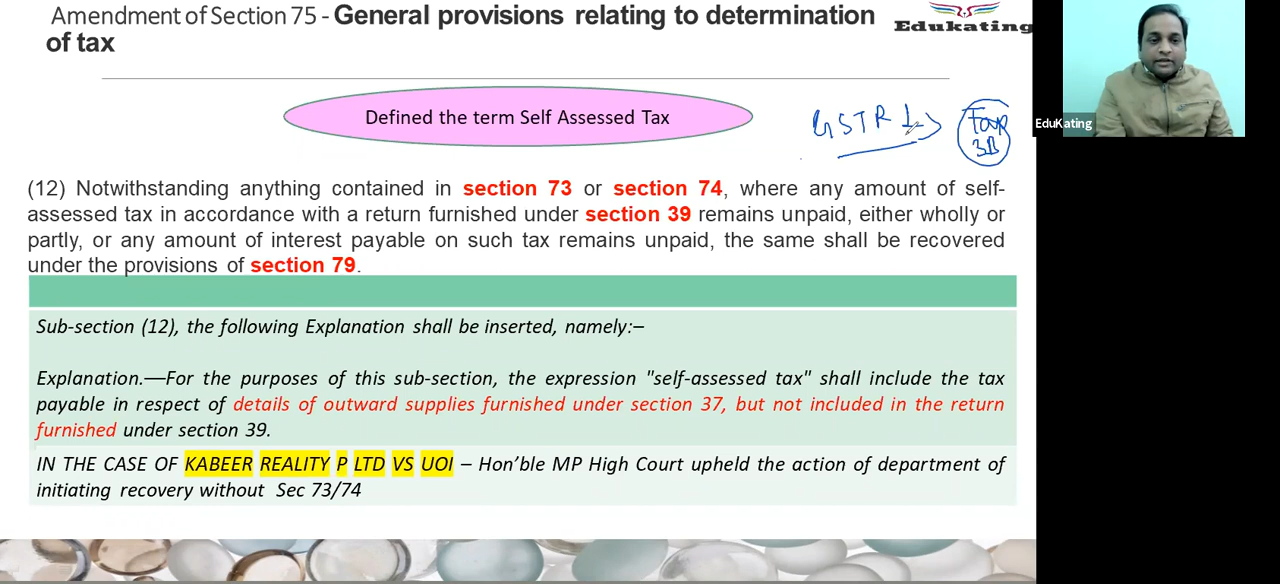 Amendment of Section 75 - General provisions relating to determination
of tax
Edukating
Defined the term Self Assessed Tax
GSTR 1
3B
EduKating
(12) Notwithstanding anything contained in section 73 or section 74, where any amount of self-
assessed tax in accordance with a return furnished under section 39 remains unpaid, either wholly or
partly, or any amount of interest payable on such tax remains unpaid, the same shall be recovered
under the provisions of section 79.
Sub-section (12), the following Explanation shall be inserted, namely:–
Explanation.—For the purposes of this sub-section, the expression "self-assessed tax" shall include the tax
payable in respect of details of outward supplies furnished under section 37, but not included in the return
furnished under section 39.
IN THE CASE OF KABEER REALITY P LTD VS UOI – Hon’ble MP High Court upheld the action of department of
initiating recovery without Sec 73/74